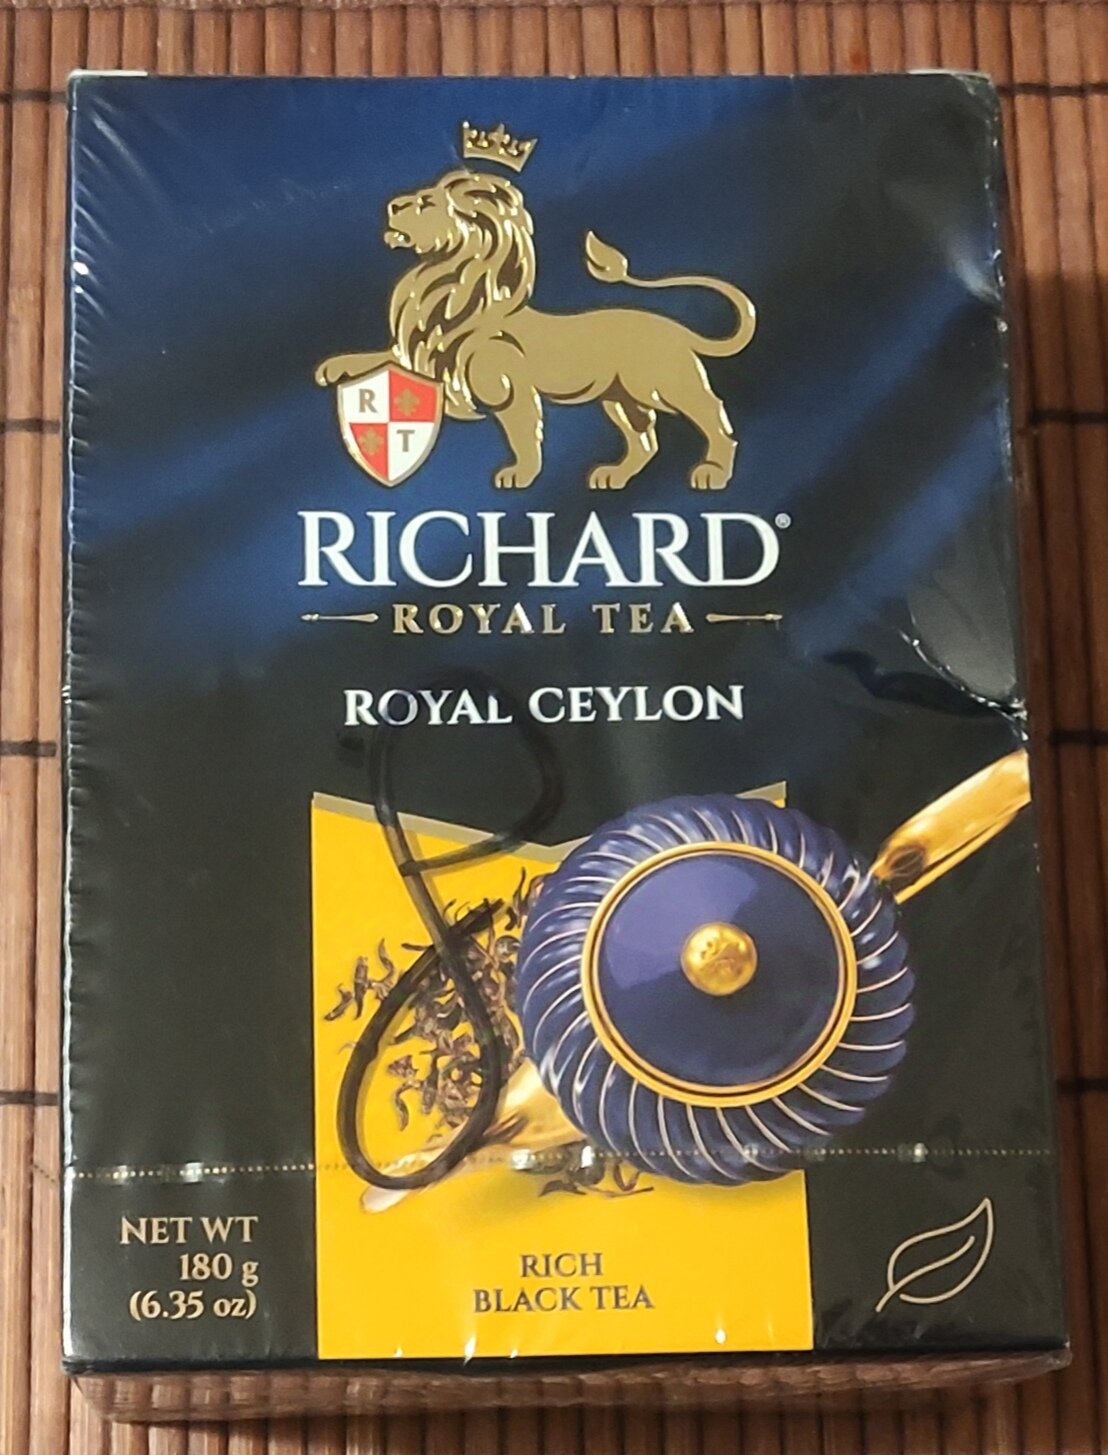 R
T
RICHARD®
ROYAL TEA
ROYAL CEYLON
NET WT
180 g
(6.35 oz)
RICH
BLACK TEA